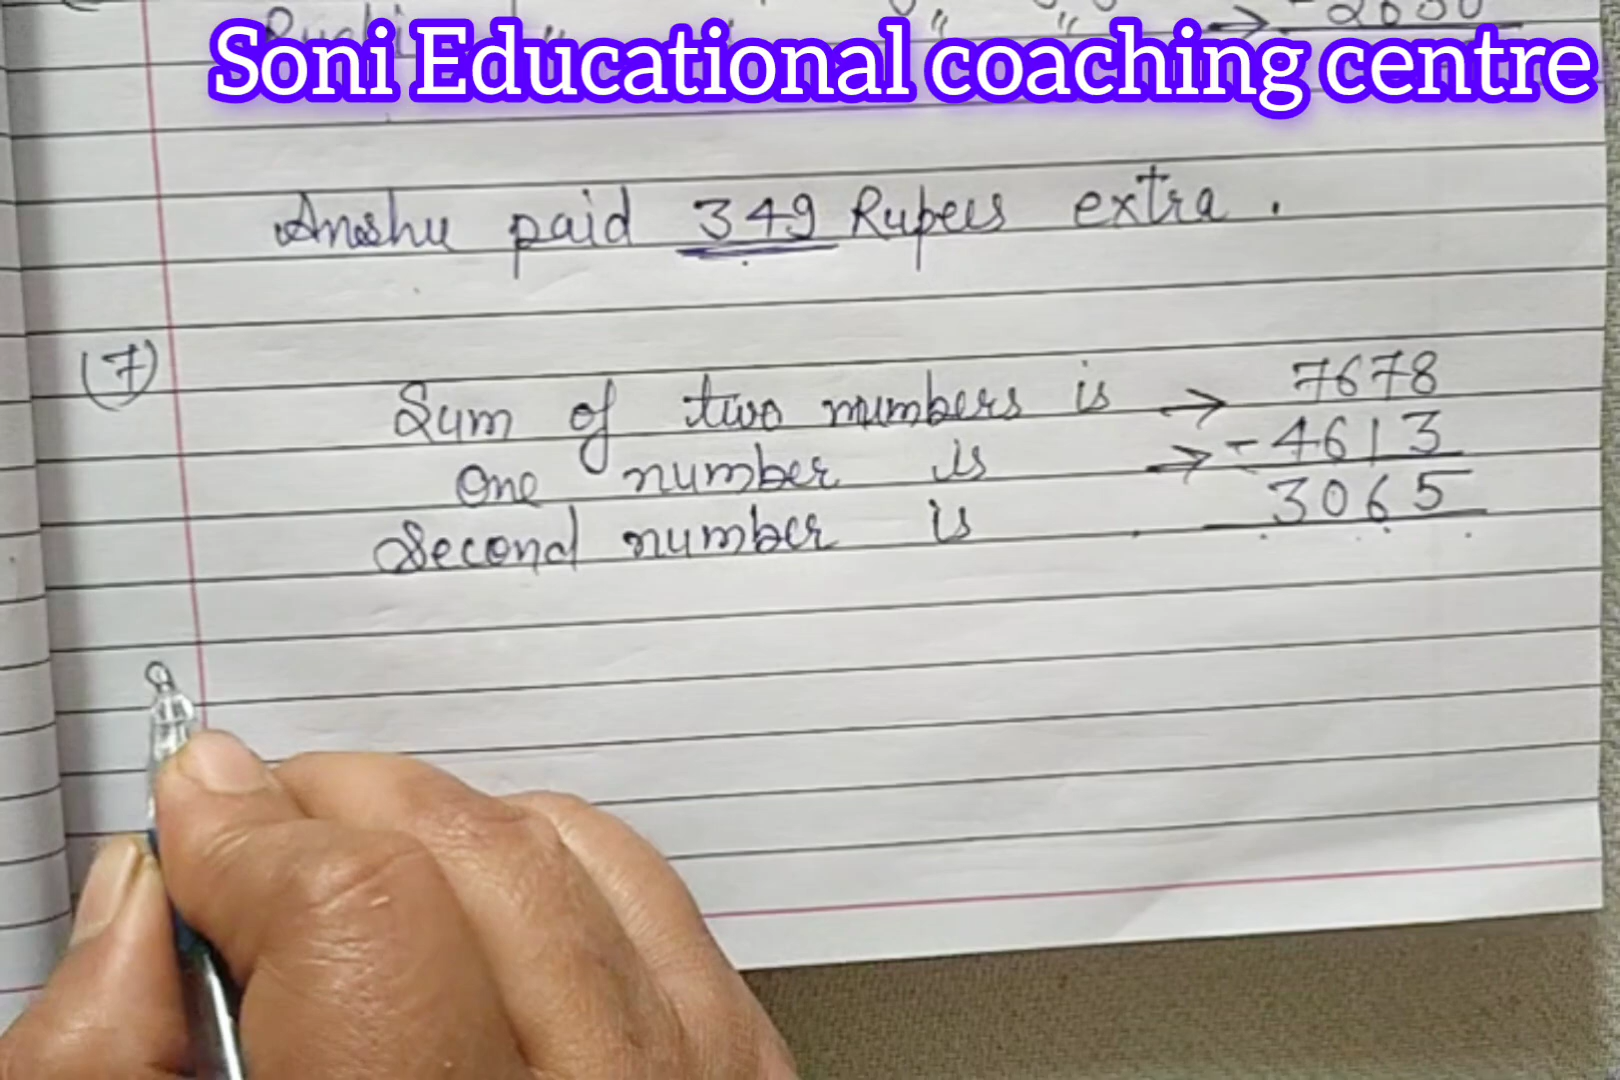 Soni Educational coaching centre
Anshu paid 349 Rupees extra.
(7)
Sum of two numbers is → 7678
One number is → - 4613
Second number is 3065